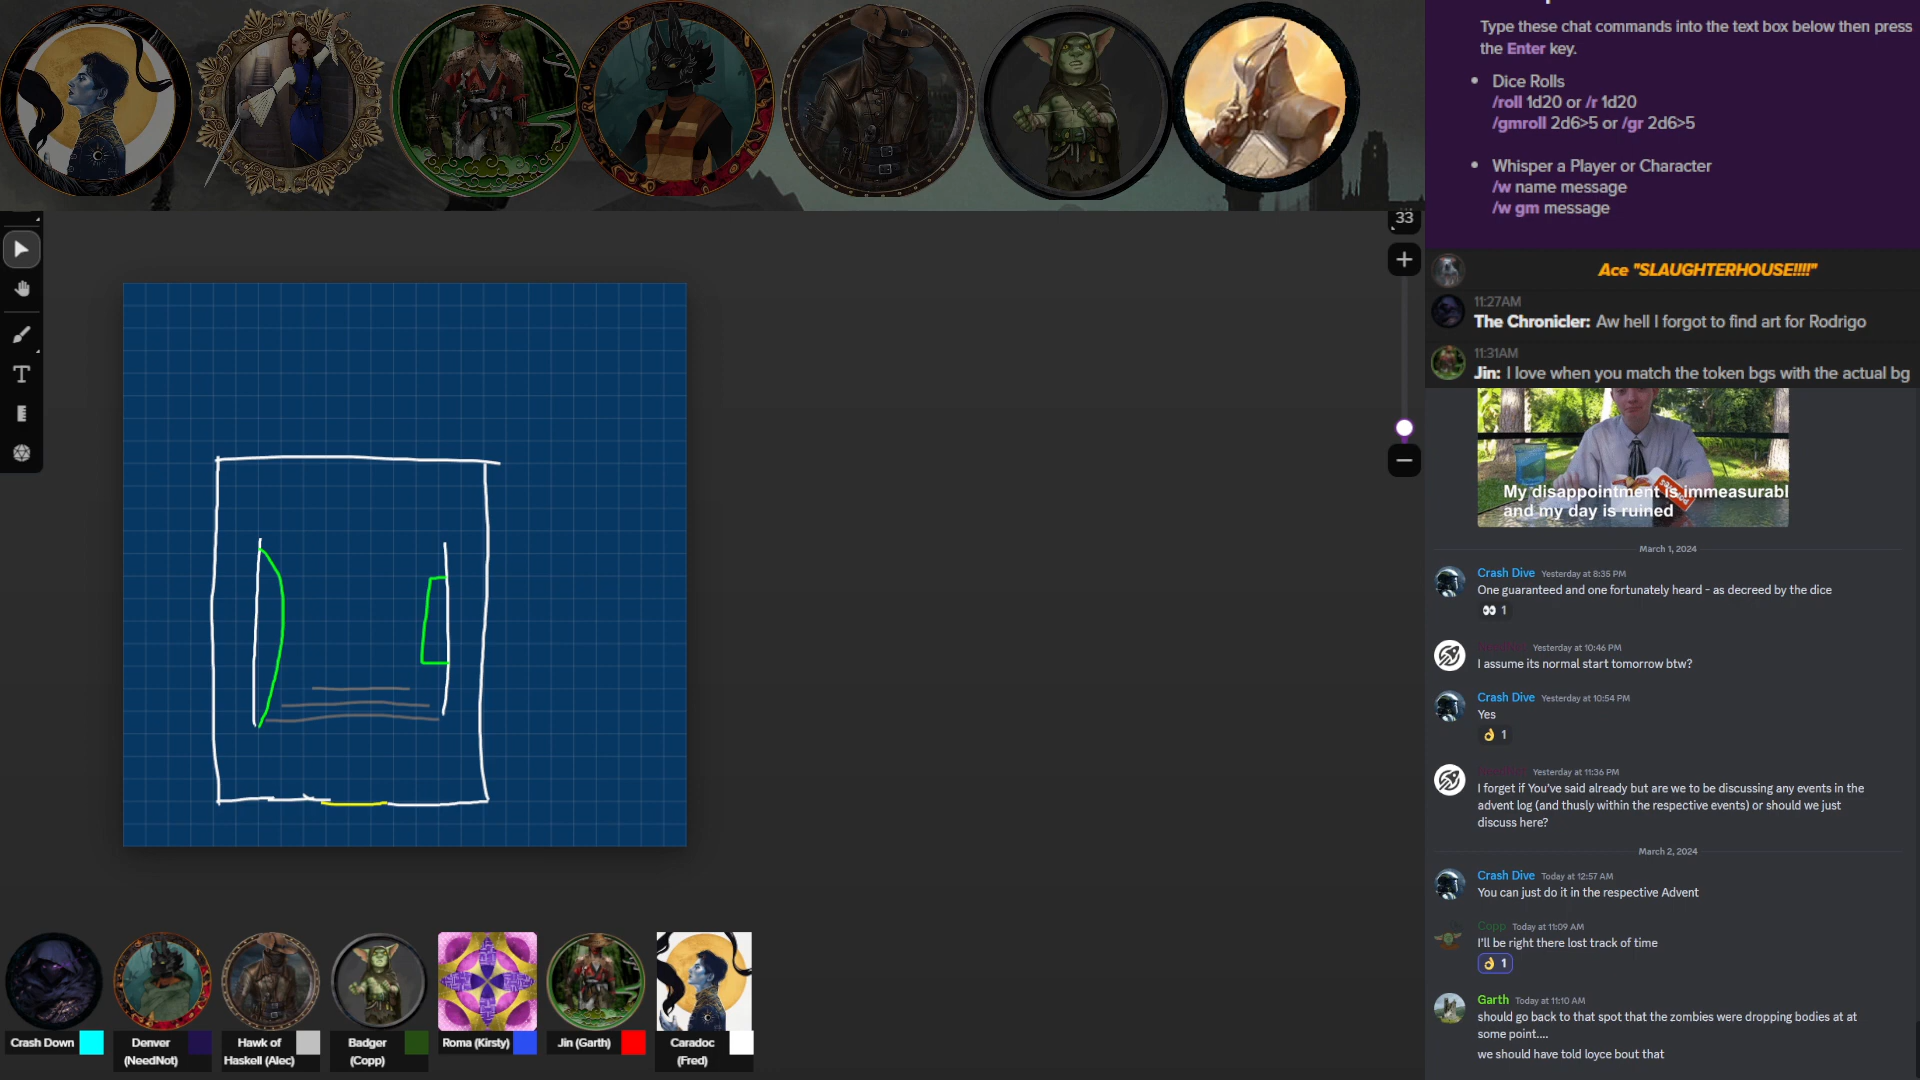 Type these chat commands into the text box below then press
the Enter key.
Dice Rolls
/roll 1d20 or /r 1d20
/gmroll 2d6>5 or /gr 2d6>5
Whisper a Player or Character
/w name message
/w gm message
33
Ace "SLAUGHTERHOUSE!!!!"
11:27AM
The Chronicler: Aw hell I forgot to find art for Rodrigo
11:31AM
Jin: I love when you match the token bgs with the actual bg
My disappointment is immeasurabl
and my day is ruined
March 1, 2024
Crash Dive Yesterday at 8:35 PM
One guaranteed and one fortunately heard - as decreed by the dice
1
Yesterday at 10:46 PM
I assume its normal start tomorrow btw?
Crash Dive Yesterday at 10:54 PM
Yes
1
Yesterday at 11:36 PM
I forget if You've said already but are we to be discussing any events in the
advent log (and thusly within the respective events) or should we just
discuss here?
March 2, 2024
Crash Dive Today at 12:57 AM
You can just do it in the respective Advent
Copp Today at 11:09 AM
I'll be right there lost track of time
1
Garth Today at 11:10 AM
should go back to that spot that the zombies were dropping bodies at at
some point....
we should have told loyce bout that
Crash Down
Denver
(NeedNot)
Hawk of
Haskell (Alec)
Badger
(Copp)
Roma (Kirsty)
Jin (Garth)
Caradoc
(Fred)